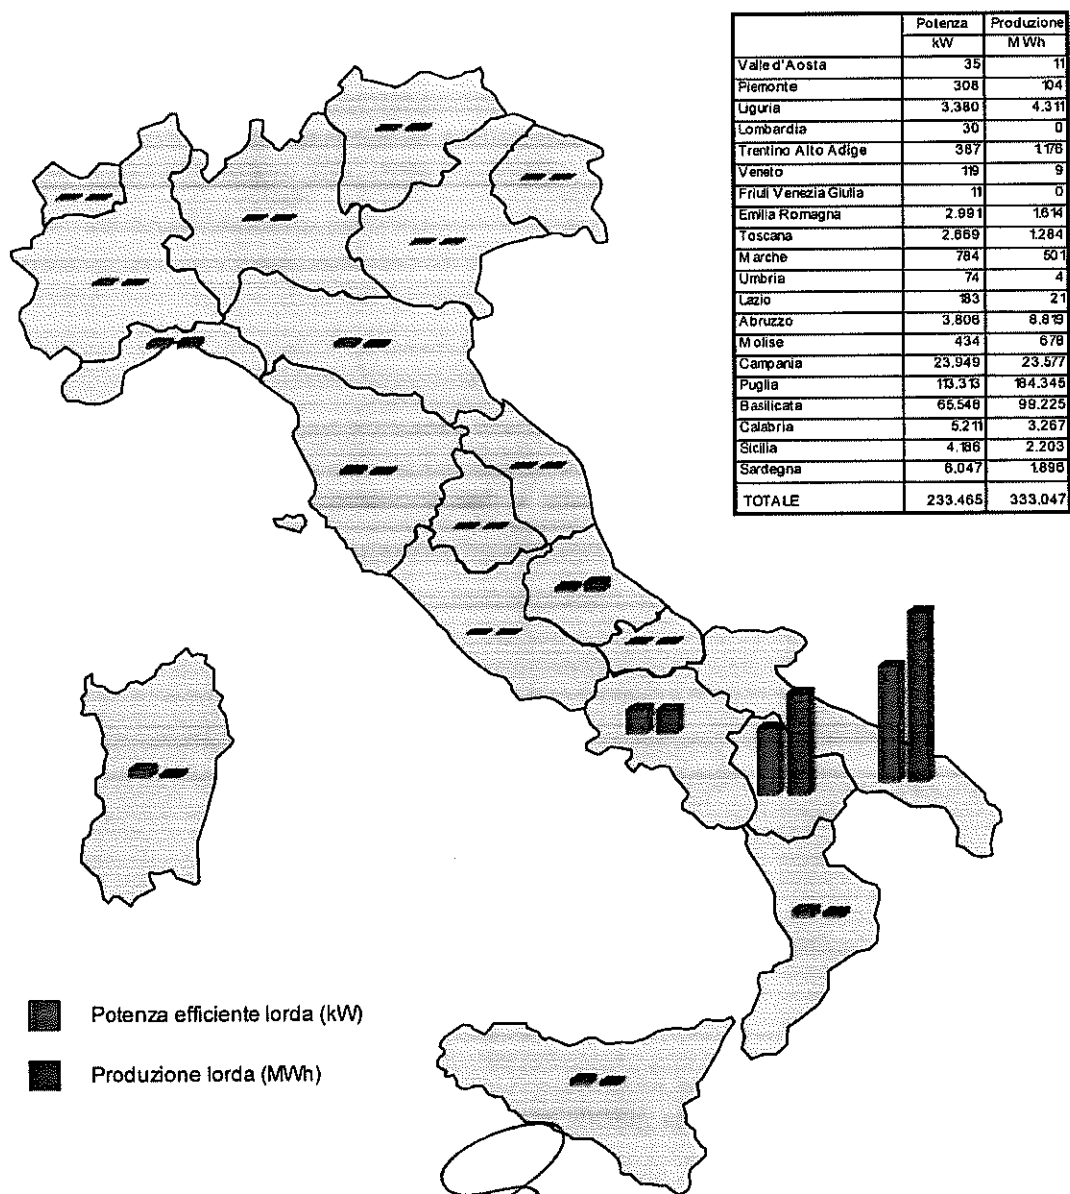 Potenza Produzione
kW MWh
Valle d'Aosta 35 11
Piemonte 308 104
Liguria 3.380 4.311
Lombardia 30 0
Trentino Alto Adige 387 1.176
Veneto 119 9
Friuli Venezia Giulia 11 0
Emilia Romagna 2.991 1.614
Toscana 2.669 1.284
Marche 784 501
Umbria 74 4
Lazio 183 21
Abruzzo 3.806 8.819
Molise 434 678
Campania 23.949 23.577
Puglia 113.313 184.345
Basilicata 65.548 99.225
Calabria 5.211 3.267
Sicilia 4.186 2.203
Sardegna 6.047 1.896
TOTALE 233.465 333.047
Potenza efficiente lorda (kW)
Produzione lorda (MWh)